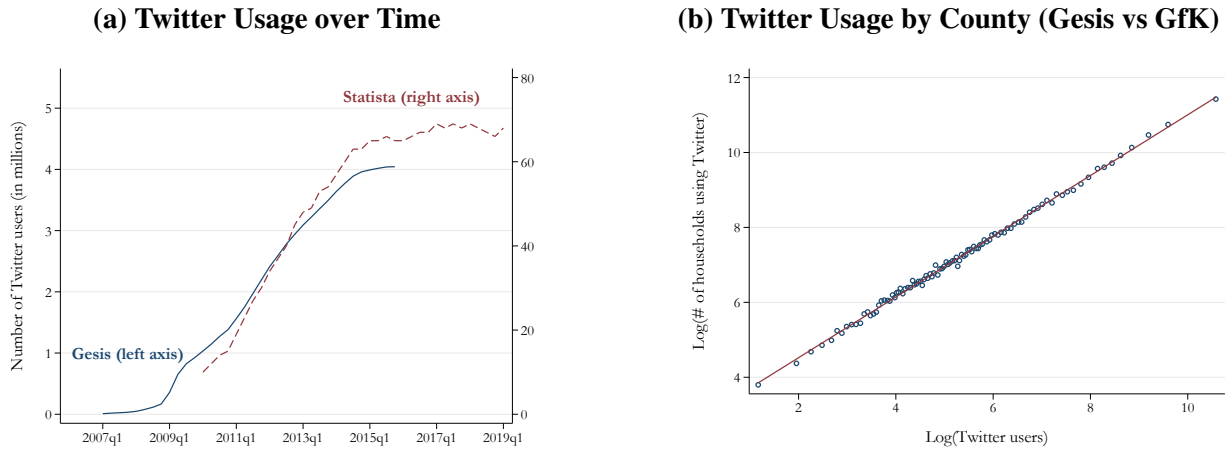 (a) Twitter Usage over Time
Number of Twitter users (in millions)
5
4
3
2
1
0
80
60
40
20
0
Statista (right axis)
Gesis (left axis)
2007q1 2009q1 2011q1 2013q1 2015q1 2017q1 2019q1
(b) Twitter Usage by County (Gesis vs GfK)
Log(# of households using Twitter)
12
10
8
6
4
2 4 6 8 10
Log(Twitter users)